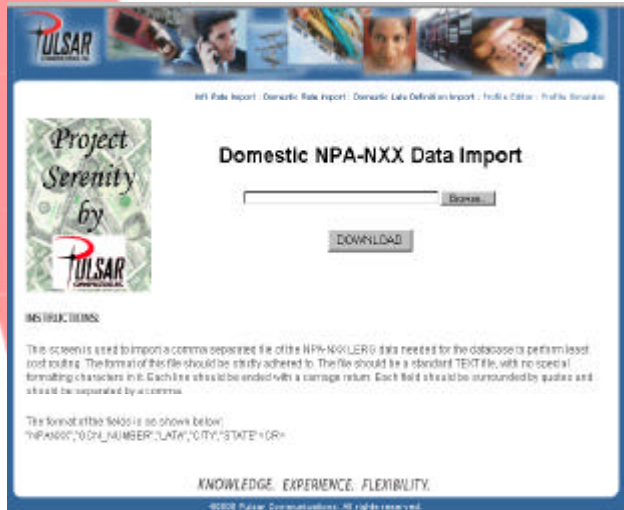 PULSAR
Int'l Rate Import : Domestic Rate Import : Domestic Lata Definition Import : Profile Editor : Profile
Project
Serenity
by
PULSAR
Domestic NPA-NXX Data Import
Browse...
DOWNLOAD
INSTRUCTIONS:
This screen is used to import a comma separated file of the NPA-NXX LERG data needed for the database to perform least
cost routing. The format of this file should be strictly adhered to. The file should be a standard TEXT file, with no special
formatting characters in it. Each line should be ended with a carriage return. Each field should be surrounded by quotes and
should be separated by a comma.
The format of the fields is as shown below:
"NPANXX","OCN_NUMBER","LATA","CITY","STATE"<CR>
KNOWLEDGE. EXPERIENCE. FLEXIBILITY.
Pulsar Communications. All rights reserved.